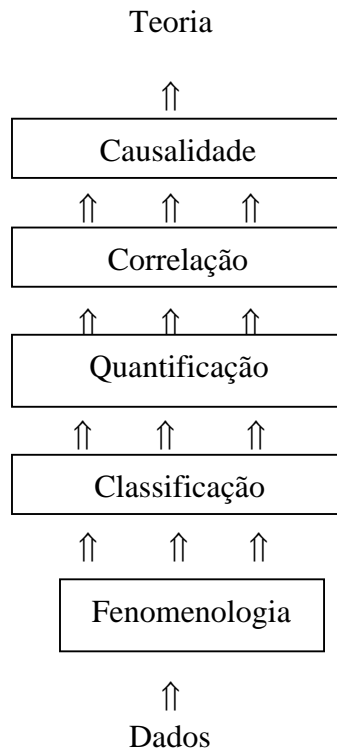 Teoria
⇑
Causalidade
⇑ ⇑ ⇑
Correlação
⇑ ⇑ ⇑
Quantificação
⇑ ⇑ ⇑
Classificação
⇑ ⇑ ⇑
Fenomenologia
⇑
Dados